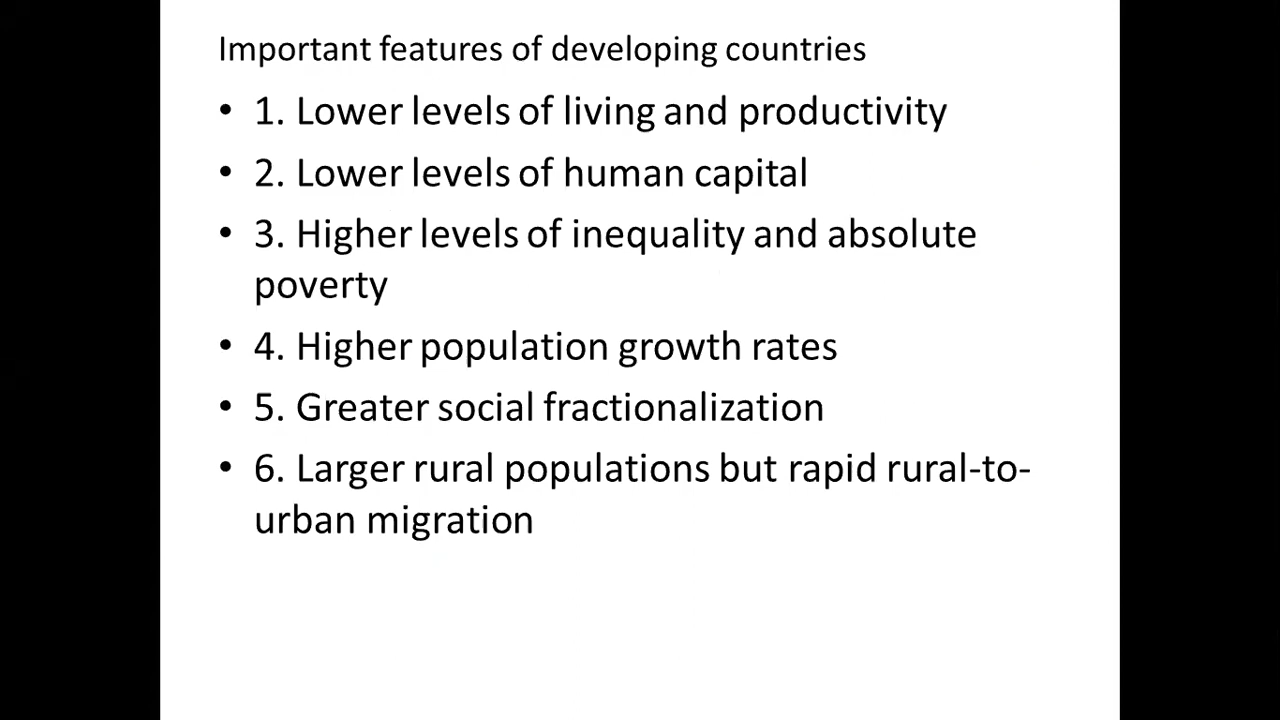 Important features of developing countries
• 1. Lower levels of living and productivity
• 2. Lower levels of human capital
• 3. Higher levels of inequality and absolute
poverty
• 4. Higher population growth rates
• 5. Greater social fractionalization
• 6. Larger rural populations but rapid rural-to-
urban migration